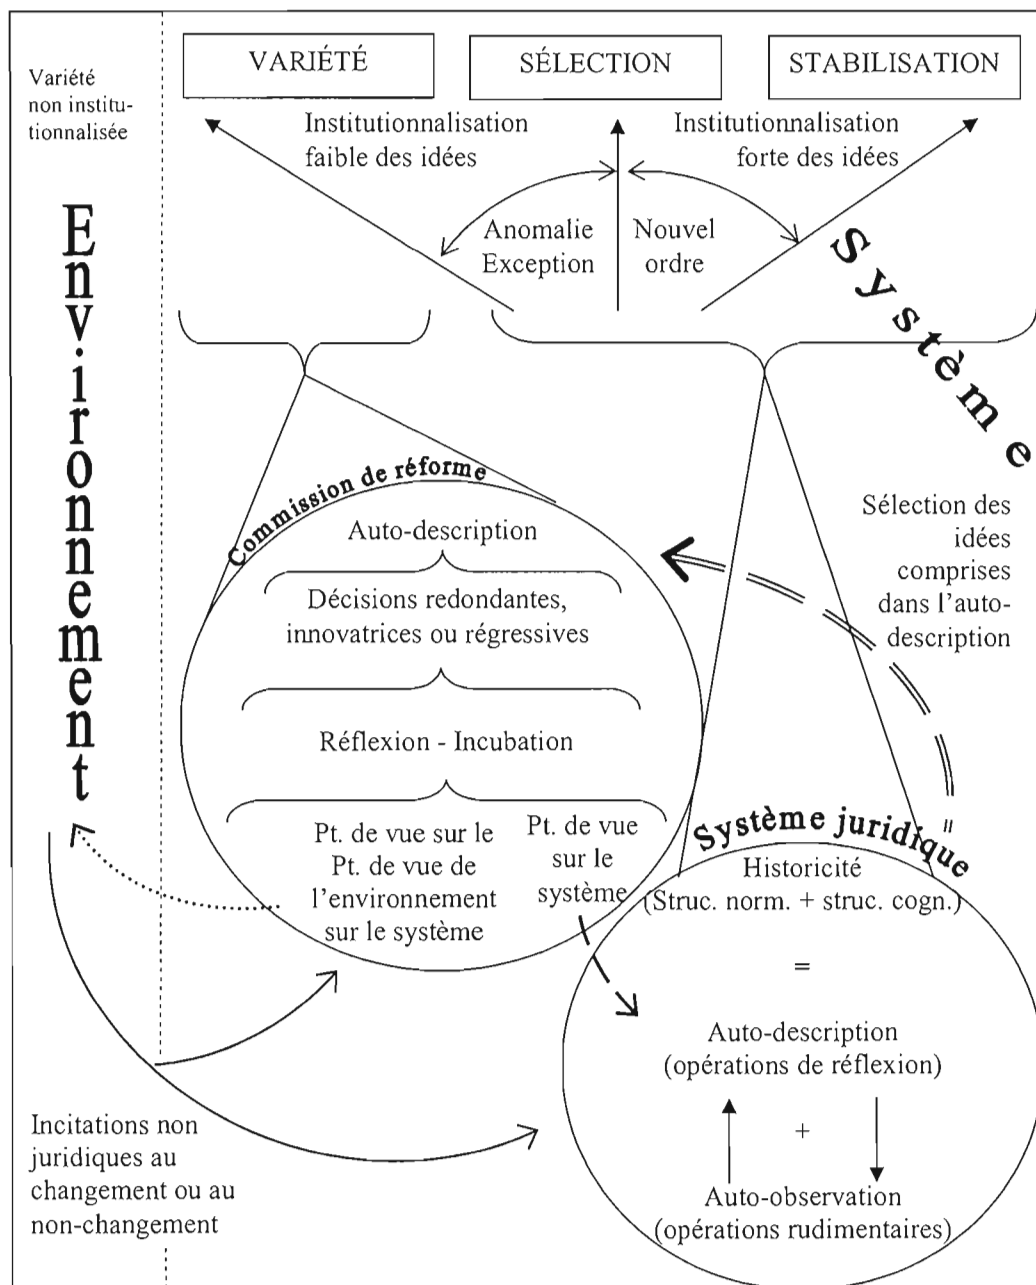 Variété
non institu-
tionnalisée
Environnement
VARIÉTÉ
SÉLECTION
STABILISATION
Institutionnalisation
faible des idées
Institutionnalisation
forte des idées
Anomalie
Exception
Nouvel
ordre
Système
Commission de réforme
Auto-description
Décisions redondantes,
innovatrices ou régressives
Réflexion - Incubation
Pt. de vue sur le
Pt. de vue de
l'environnement
sur le système
Pt. de vue
sur le
système
Sélection des
idées
comprises
dans l'auto-
description
Système juridique
Historicité
(Struc. norm. + struc. cogn.)
=
Auto-description
(opérations de réflexion)
+
Auto-observation
(opérations rudimentaires)
Incitations non
juridiques au
changement ou au
non-changement